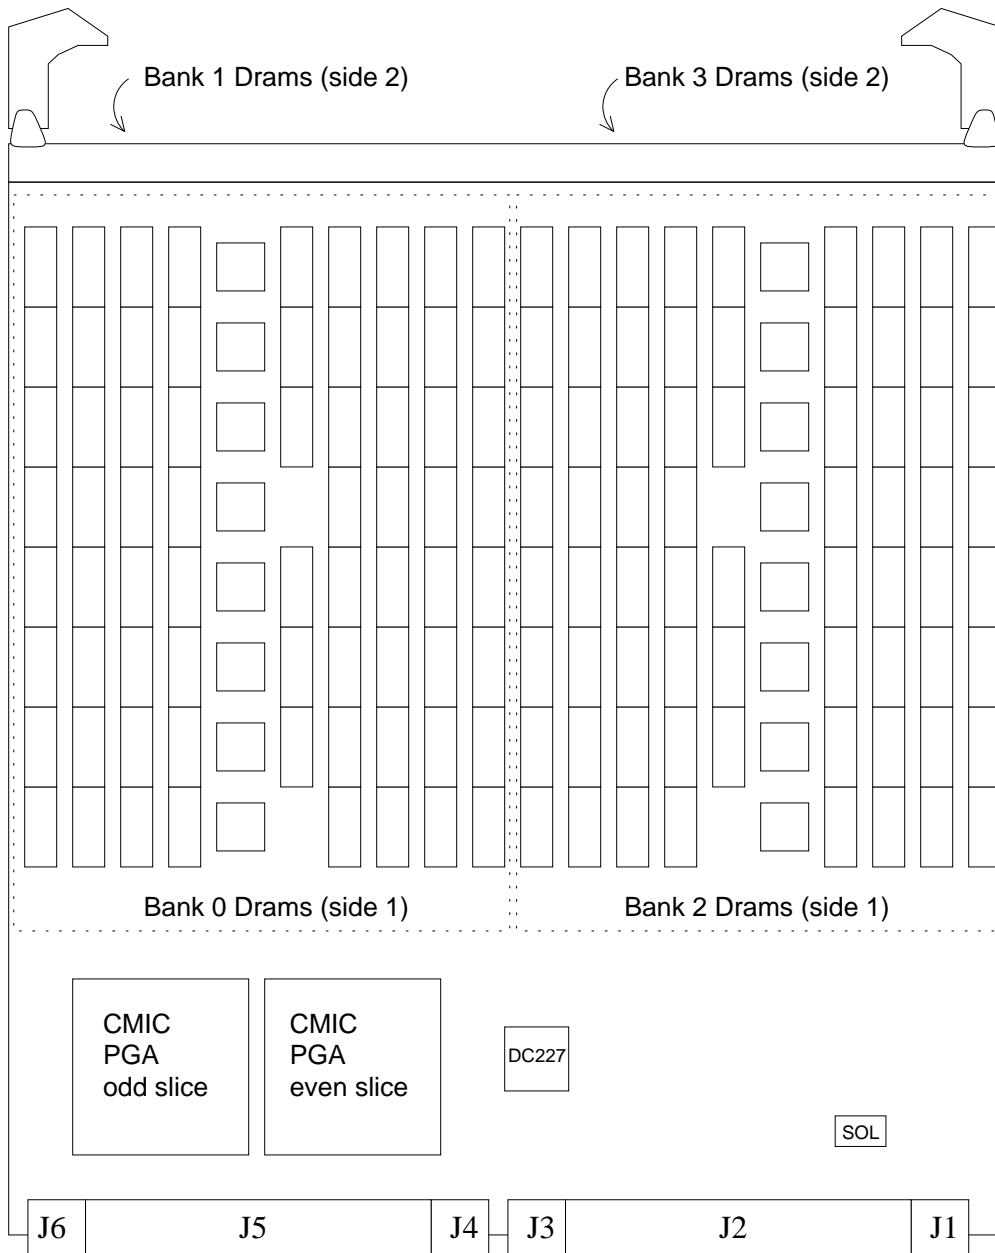 Bank 1 Drams (side 2)
Bank 3 Drams (side 2)
Bank 0 Drams (side 1)
Bank 2 Drams (side 1)
CMIC
PGA
odd slice
CMIC
PGA
even slice
DC227
SOL
J6
J5
J4
J3
J2
J1